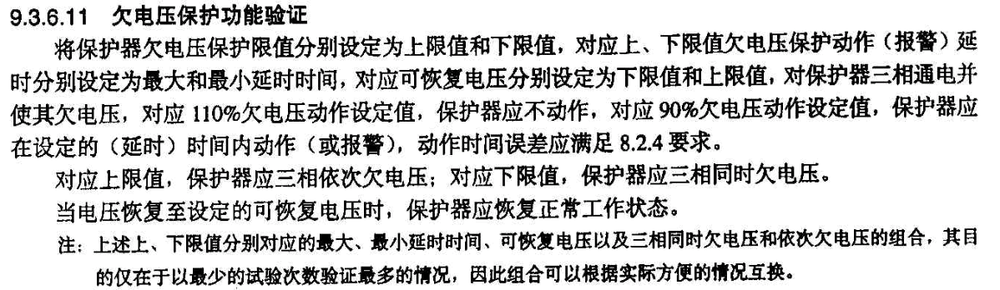 9.3.6.11 欠电压保护功能验证
将保护器欠电压保护限值分别设定为上限值和下限值，对应上、下限值欠电压保护动作（报警）延
时分别设定为最大和最小延时时间，对应可恢复电压分别设定为下限值和上限值，对保护器三相通电并
使其欠电压，对应 110%欠电压动作设定值，保护器应不动作，对应 90%欠电压动作设定值，保护器应
在设定的（延时）时间内动作（或报警），动作时间误差应满足 8.2.4 要求。
对应上限值，保护器应三相依次欠电压；对应下限值，保护器应三相同时欠电压。
当电压恢复至设定的可恢复电压时，保护器应恢复正常工作状态。
注：上述上、下限值分别对应的最大、最小延时时间、可恢复电压以及三相同时欠电压和依次欠电压的组合，其目
的仅在于以最少的试验次数验证最多的情况，因此组合可以根据实际方便的情况互换。